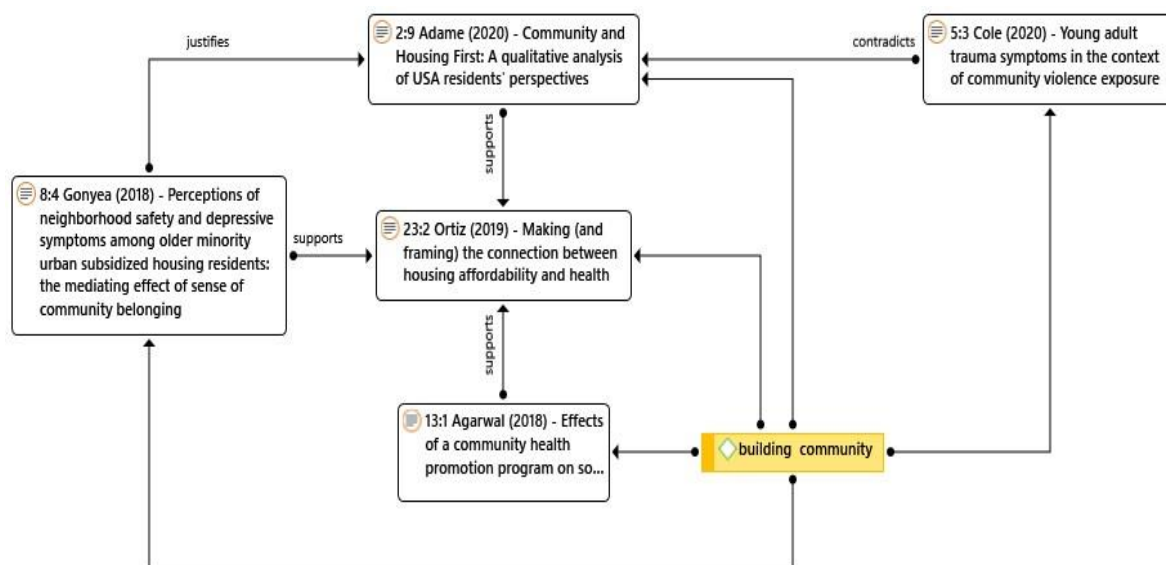 justifies
2:9 Adame (2020) - Community and
Housing First: A qualitative analysis
of USA residents' perspectives
contradicts
5:3 Cole (2020) - Young adult
trauma symptoms in the context
of community violence exposure
supports
8:4 Gonyea (2018) - Perceptions of
neighborhood safety and depressive
symptoms among older minority
urban subsidized housing residents:
the mediating effect of sense of
community belonging
supports
23:2 Ortiz (2019) - Making (and
framing) the connection between
housing affordability and health
supports
13:1 Agarwal (2018) - Effects
of a community health
promotion program on so...
building community